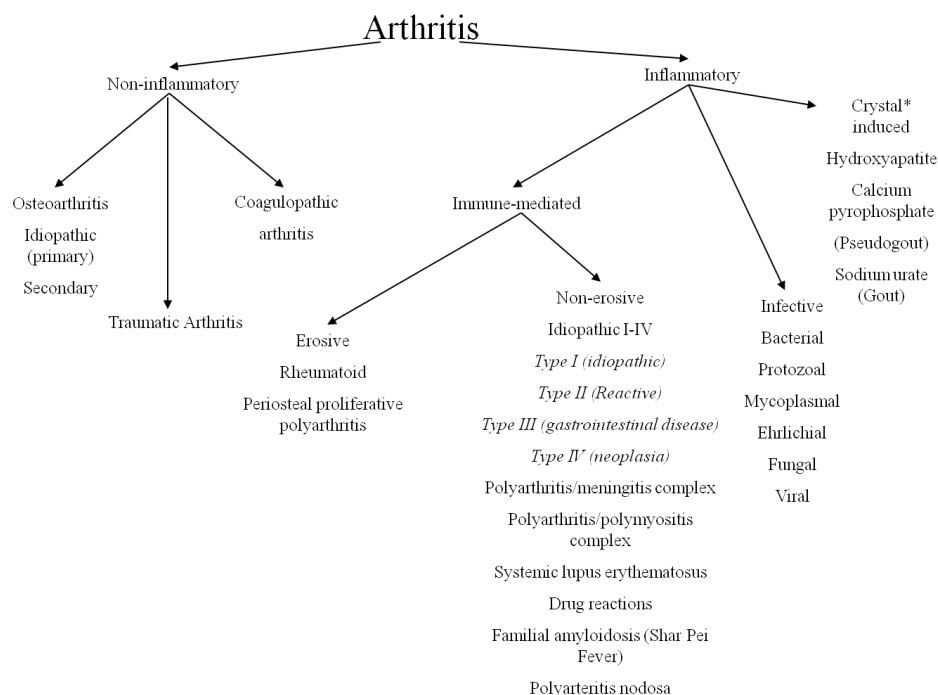 Arthritis
Non-inflammatory
Inflammatory
Osteoarthritis
Idiopathic
(primary)
Secondary
Traumatic Arthritis
Coagulopathic
arthritis
Immune-mediated
Erosive
Rheumatoid
Periosteal proliferative
polyarthritis
Non-erosive
Idiopathic I-IV
Type I (idiopathic)
Type II (Reactive)
Type III (gastrointestinal disease)
Type IV (neoplasia)
Polyarthritis/meningitis complex
Polyarthritis/polymyositis
complex
Systemic lupus erythematosus
Drug reactions
Familial amyloidosis (Shar Pei
Fever)
Polyarteritis nodosa
Infective
Bacterial
Protozoal
Mycoplasmal
Ehrlichial
Fungal
Viral
Crystal*
induced
Hydroxyapatite
Calcium
pyrophosphate
(Pseudogout)
Sodium urate
(Gout)